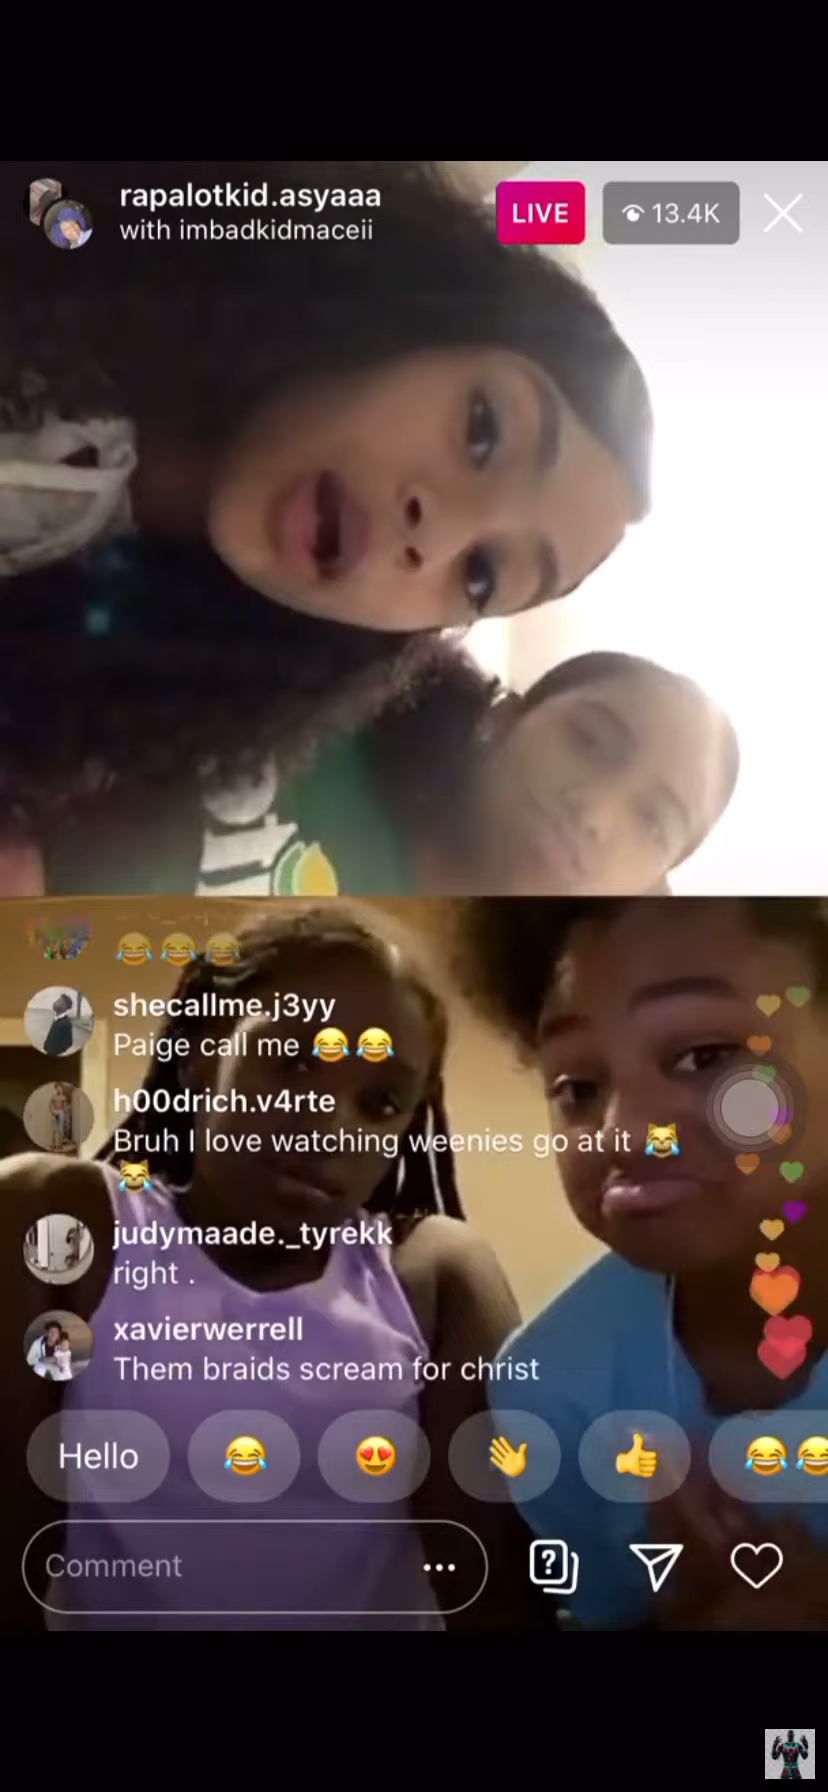 rapalotkid.asyaaa
with imbadkidmaceii
LIVE
13.4K
😂😂😂
shecallme.j3yy
Paige call me 😂😂
h00drich.v4rte
Bruh I love watching weenies go at it 😹
😹
judymaade._tyrekk
right .
xavierwerrell
Them braids scream for christ
Hello 😂 😍 👋 👍 😂😂
Comment